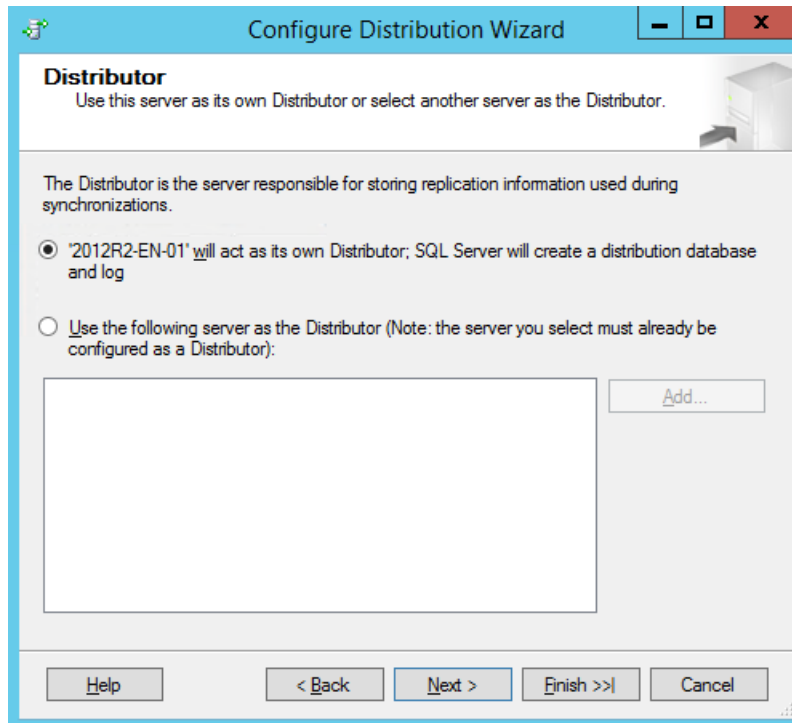 Configure Distribution Wizard
Distributor
Use this server as its own Distributor or select another server as the Distributor.
The Distributor is the server responsible for storing replication information used during
synchronizations.
'2012R2-EN-01' will act as its own Distributor; SQL Server will create a distribution database
and log
Use the following server as the Distributor (Note: the server you select must already be
configured as a Distributor):
Add...
Help
< Back
Next >
Finish >>|
Cancel